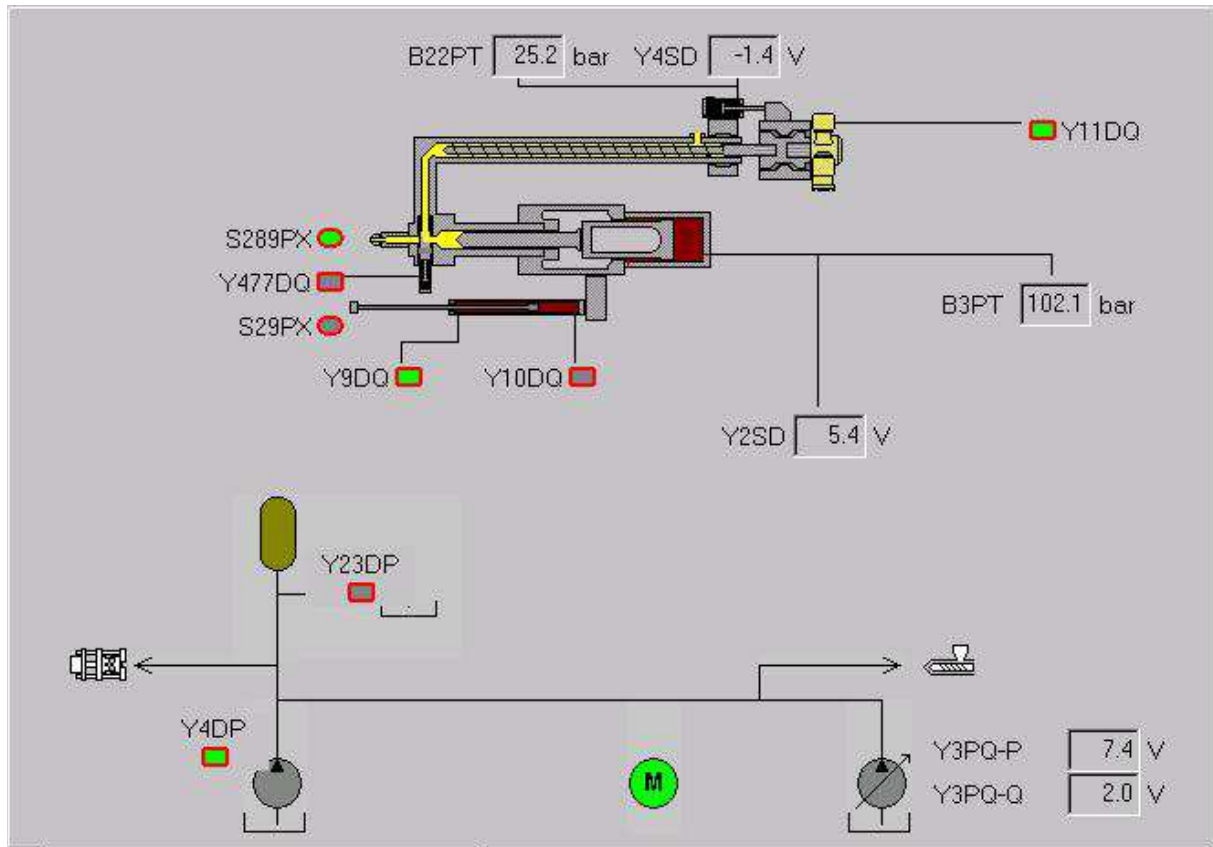 B22PT 25.2 bar Y4SD -1.4 V
Y11DQ
S289PX
Y477DQ
S29PX
B3PT 102.1 bar
Y9DQ Y10DQ
Y2SD 5.4 V
Y23DP
Y4DP
M
Y3PQ-P 7.4 V
Y3PQ-Q 2.0 V